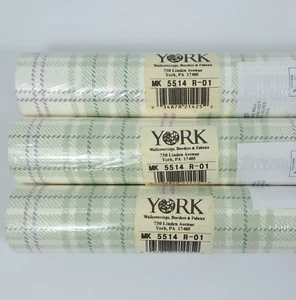 YORK
Wallcoverings, Borders & Fabrics
750 Linden Avenue
York, PA 17405
MK 5514 R-01
YORK
Wallcoverings, Borders & Fabrics
750 Linden Avenue
York, PA 17405
MK 5514 R-01
YORK
Wallcoverings, Borders & Fabrics
750 Linden Avenue
York, PA 17405
MK 5514 R-01